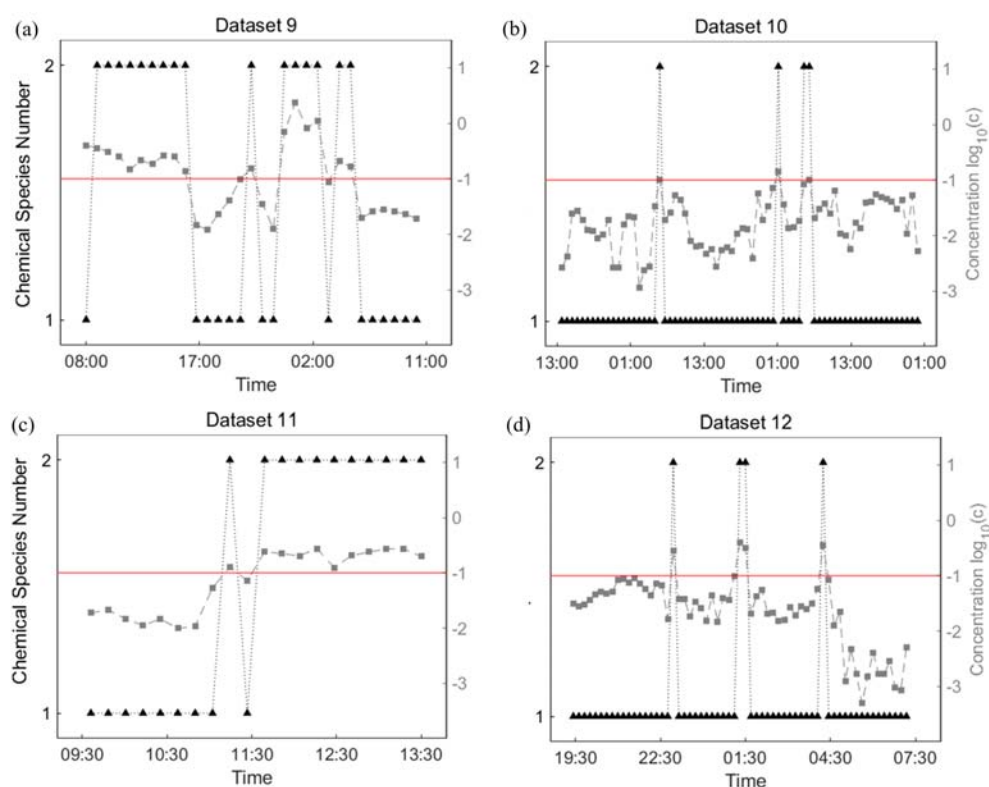 (a)
Dataset 9
2
1
Chemical Species Number
1
0
-1
-2
-3
08:00 17:00 02:00 11:00
Time
(b)
Dataset 10
2
1
1
0
-1
-2
-3
Concentration log10(c)
13:00 01:00 13:00 01:00 13:00 01:00
Time
(c)
Dataset 11
2
1
Chemical Species Number
1
0
-1
-2
-3
09:30 10:30 11:30 12:30 13:30
Time
(d)
Dataset 12
2
1
1
0
-1
-2
-3
Concentration log10(c)
19:30 22:30 01:30 04:30 07:30
Time